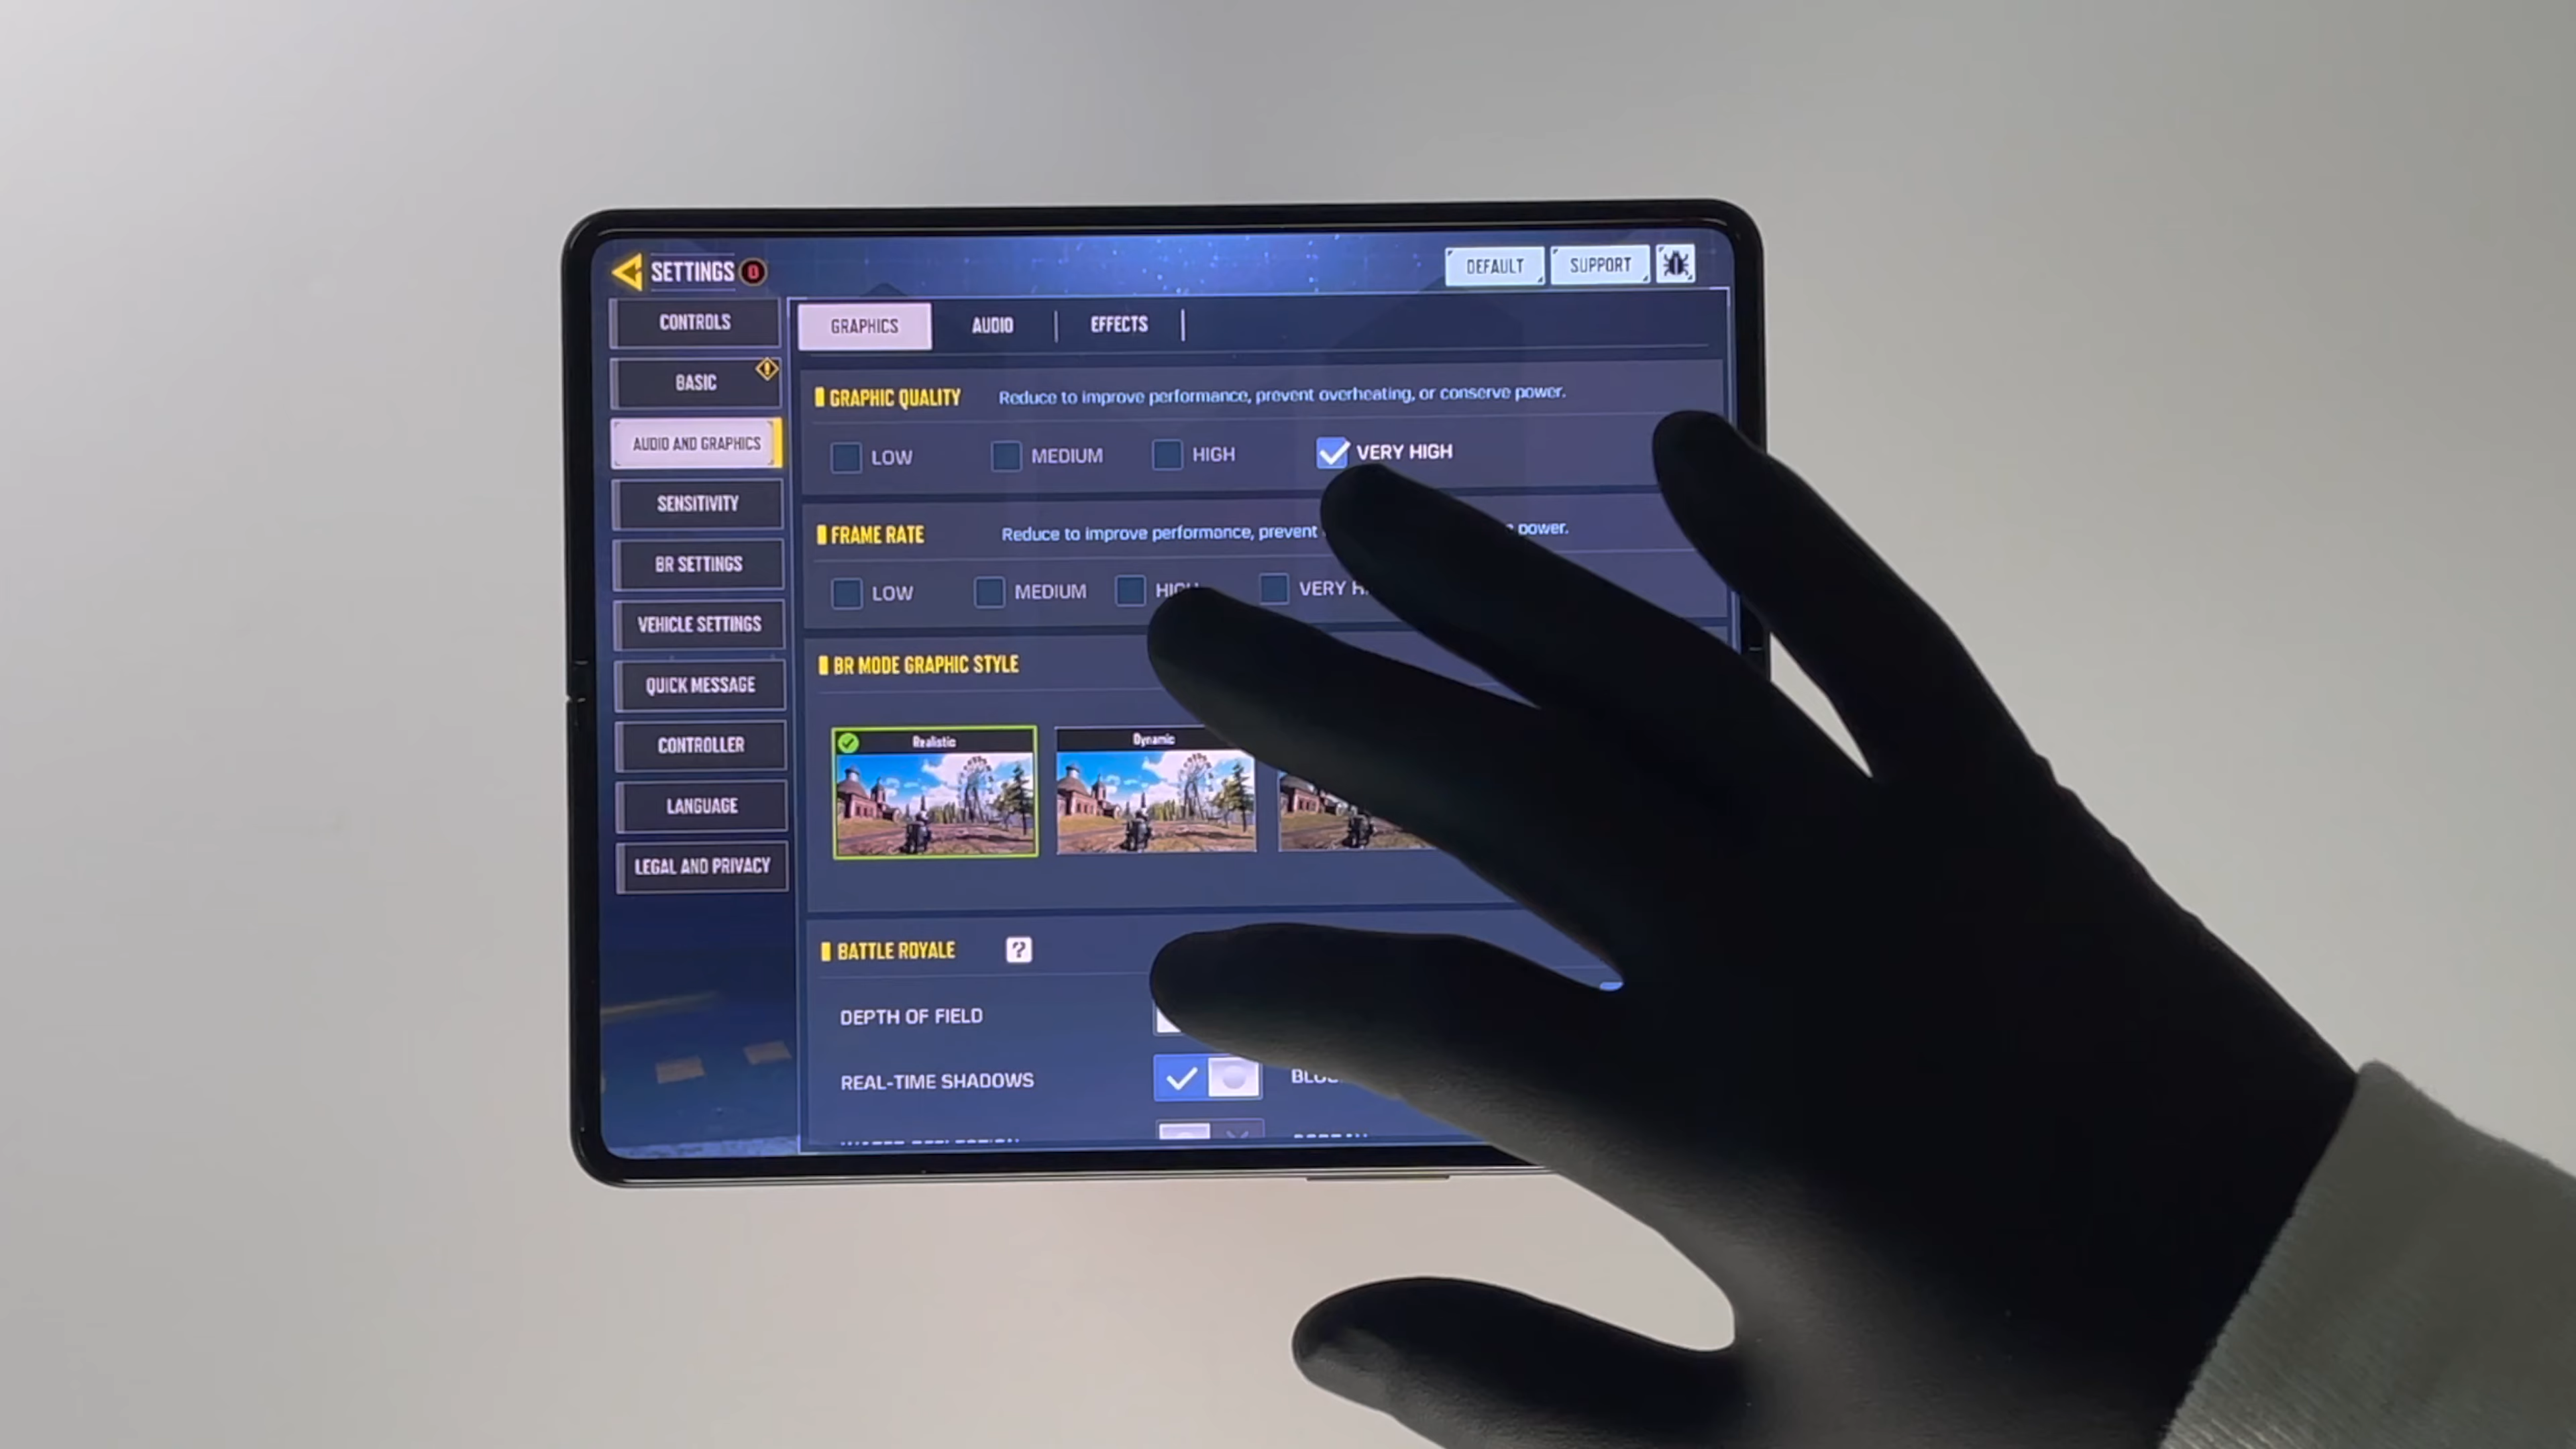 SETTINGS
DEFAULT
SUPPORT
CONTROLS
BASIC
AUDIO AND GRAPHICS
SENSITIVITY
BR SETTINGS
VEHICLE SETTINGS
QUICK MESSAGE
CONTROLLER
LANGUAGE
LEGAL AND PRIVACY
GRAPHICS
AUDIO
EFFECTS
GRAPHIC QUALITY Reduce to improve performance, prevent overheating, or conserve power.
LOW MEDIUM HIGH VERY HIGH
FRAME RATE Reduce to improve performance, prevent power.
LOW MEDIUM HIGH VERY
BR MODE GRAPHIC STYLE
Realistic Dynamic
BATTLE ROYALE ?
DEPTH OF FIELD
REAL-TIME SHADOWS